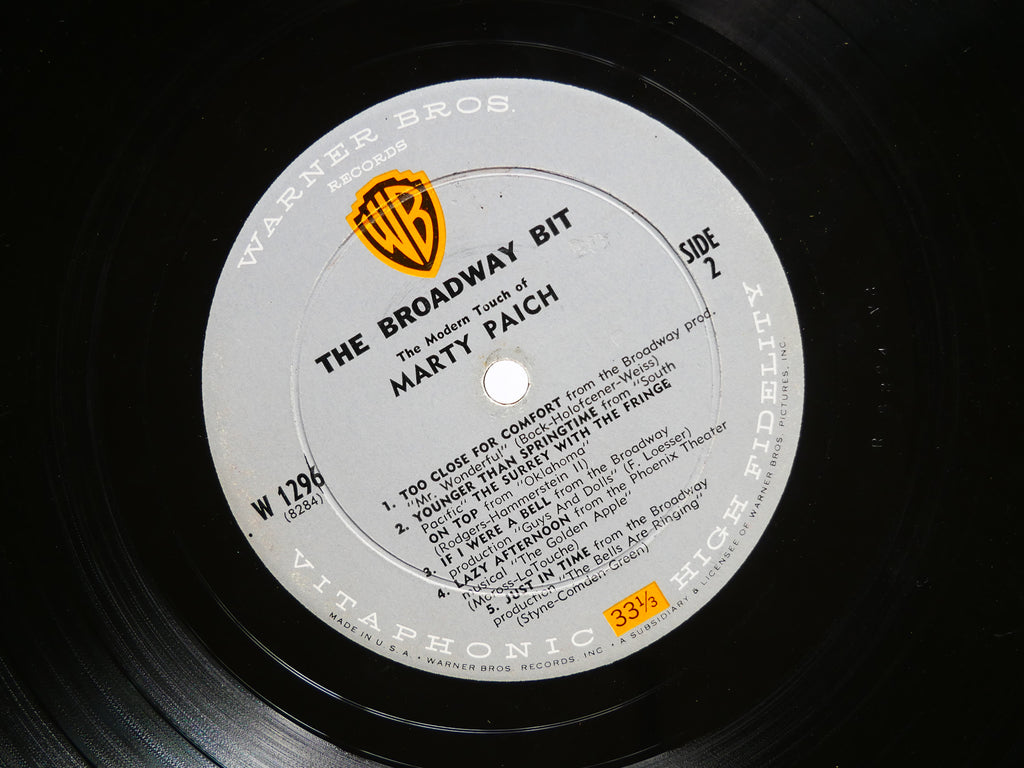 WARNER BROS.
RECORDS
WB
THE BROADWAY BIT
The Modern Touch of
MARTY PAICH
SIDE
2
W 1296
(8284)
1. TOO CLOSE FOR COMFORT from the Broadway prod.
"Mr. Wonderful" (Bock-Holofcener-Weiss)
2. YOUNGER THAN SPRINGTIME from "South
Pacific" THE SURREY WITH THE FRINGE
ON TOP from "Oklahoma"
(Rodgers-Hammerstein II)
3. IF I WERE A BELL from the Broadway
production "Guys And Dolls" (F. Loesser)
4. LAZY AFTERNOON from the Phoenix Theater
musical "The Golden Apple"
(Moross-LaTouche)
5. JUST IN TIME from the Broadway
production "The Bells Are Ringing"
(Styne-Comden-Green)
33⅓
VITAPHONIC HIGH FIDELITY
MADE IN U.S.A. • WARNER BROS. RECORDS, INC. • A SUBSIDIARY & LICENSEE OF WARNER BROS. PICTURES, INC.